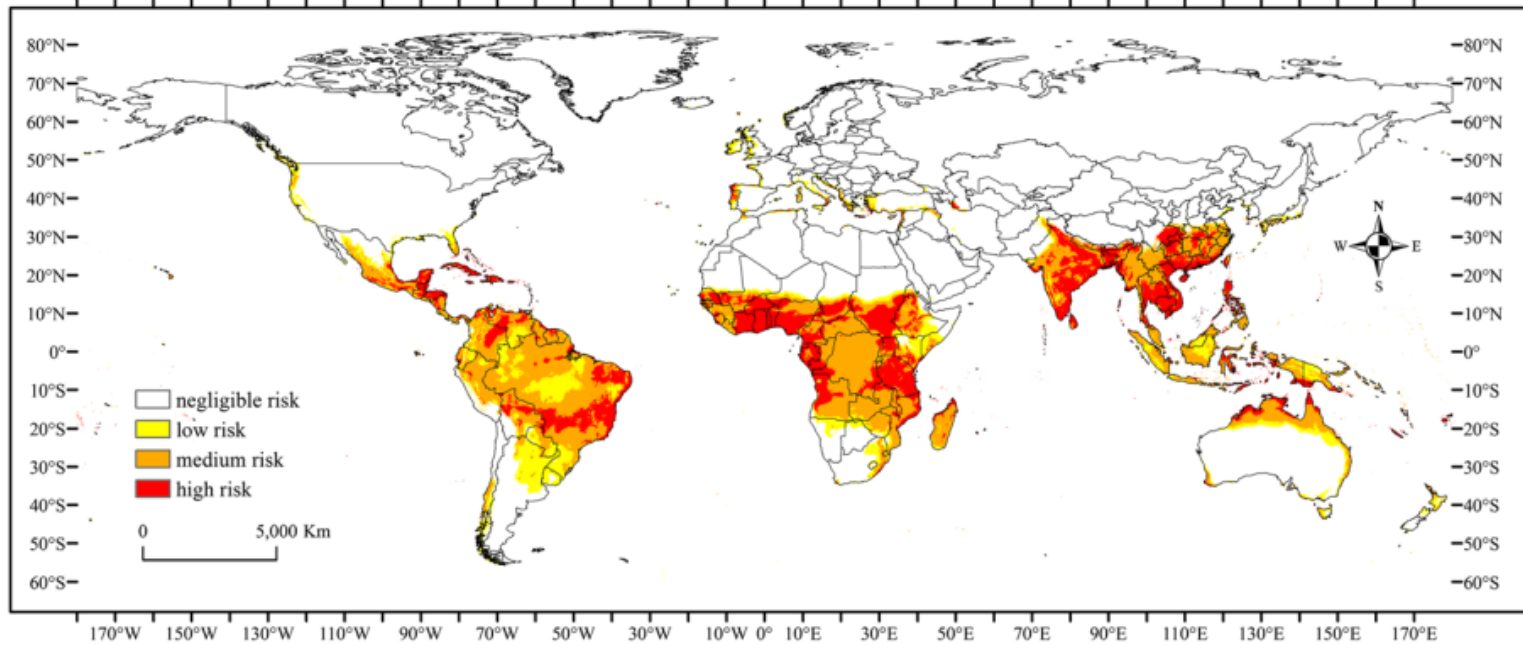 80°N
80°N
70°N
70°N
60°N
60°N
50°N
50°N
40°N
40°N
30°N
30°N
20°N
20°N
10°N
10°N
0°
0°
10°S
10°S
20°S
20°S
30°S
30°S
40°S
40°S
50°S
50°S
60°S
60°S
N
W E
S
negligible risk
low risk
medium risk
high risk
0 5,000 Km
170°W 150°W 130°W 110°W 90°W 70°W 50°W 30°W 10°W 0° 10°E 30°E 50°E 70°E 90°E 110°E 130°E 150°E 170°E